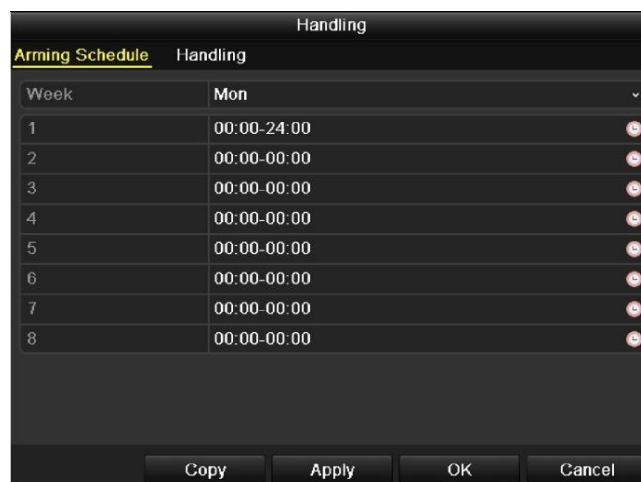 Handling
Arming Schedule Handling
Week Mon
1 00:00-24:00
2 00:00-00:00
3 00:00-00:00
4 00:00-00:00
5 00:00-00:00
6 00:00-00:00
7 00:00-00:00
8 00:00-00:00
Copy Apply OK Cancel